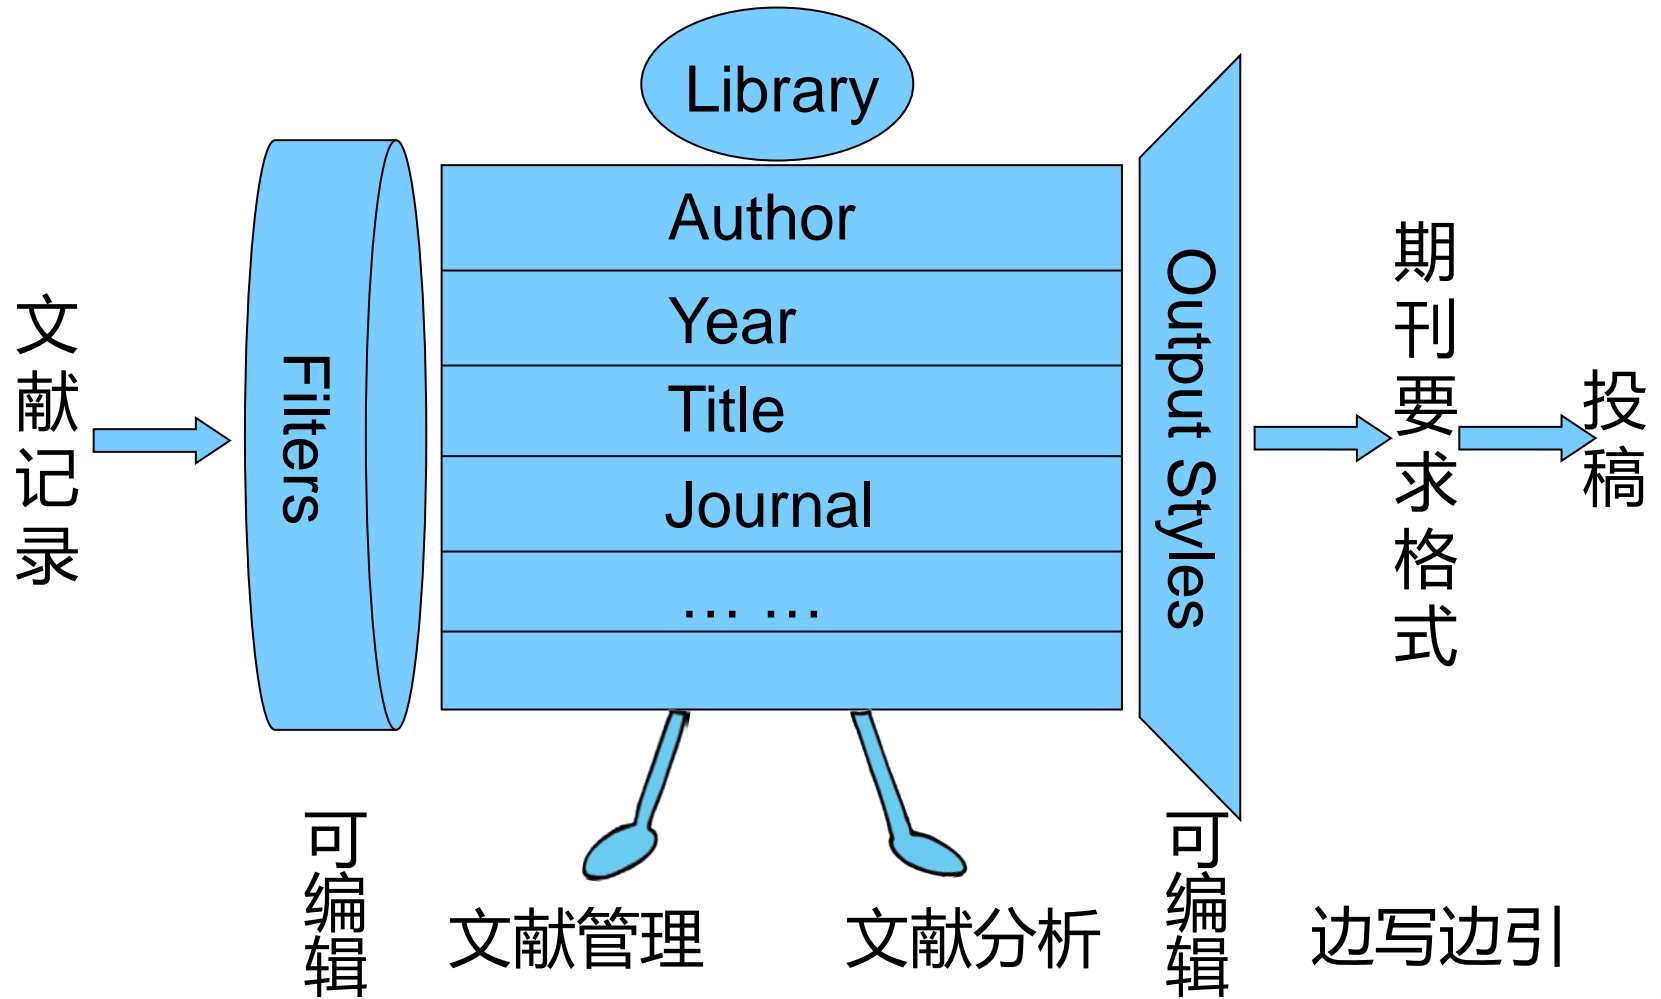 Library
文献记录
Filters
Author
Year
Title
Journal
… …
Output Styles
期刊要求格式
投稿
可编辑
文献管理
文献分析
可编辑
边写边引